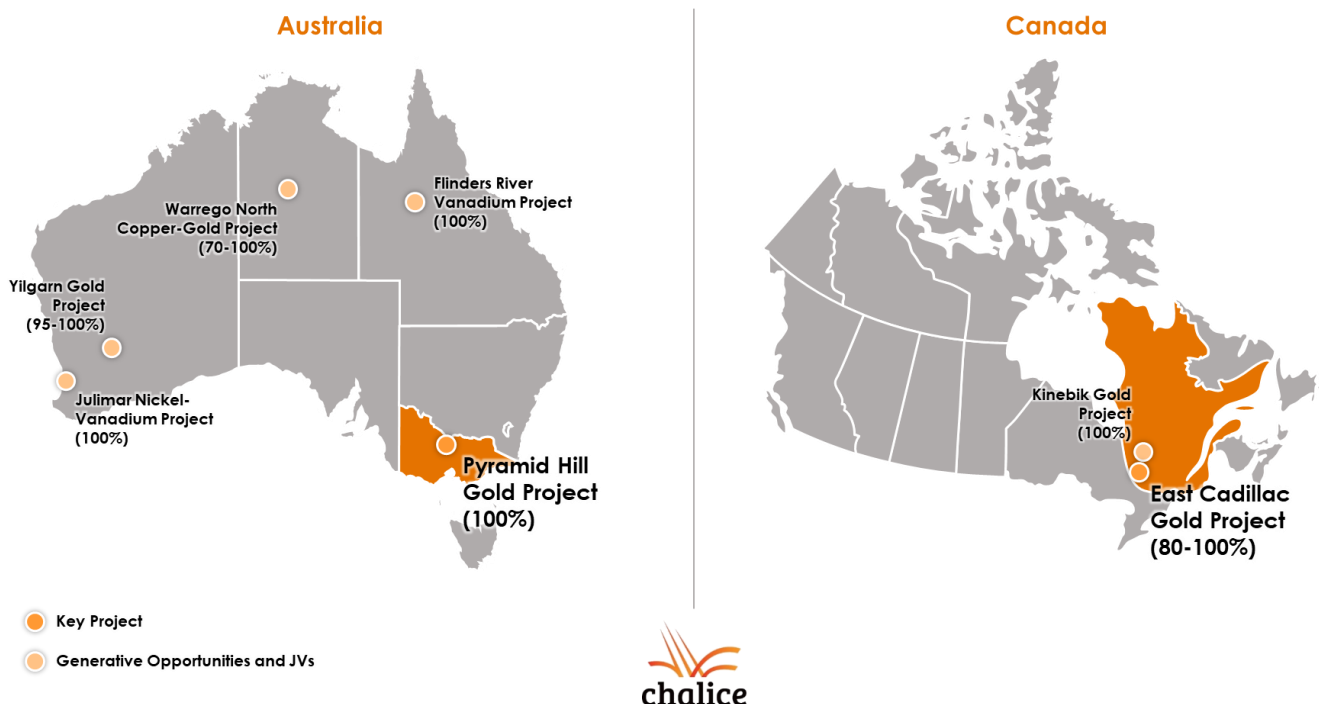 Australia
Canada
Warrego North
Copper-Gold Project
(70-100%)
Flinders River
Vanadium Project
(100%)
Yilgarn Gold
Project
(95-100%)
Julimar Nickel-
Vanadium Project
(100%)
Pyramid Hill
Gold Project
(100%)
Kinebik Gold
Project
(100%)
East Cadillac
Gold Project
(80-100%)
Key Project
Generative Opportunities and JVs
chalice